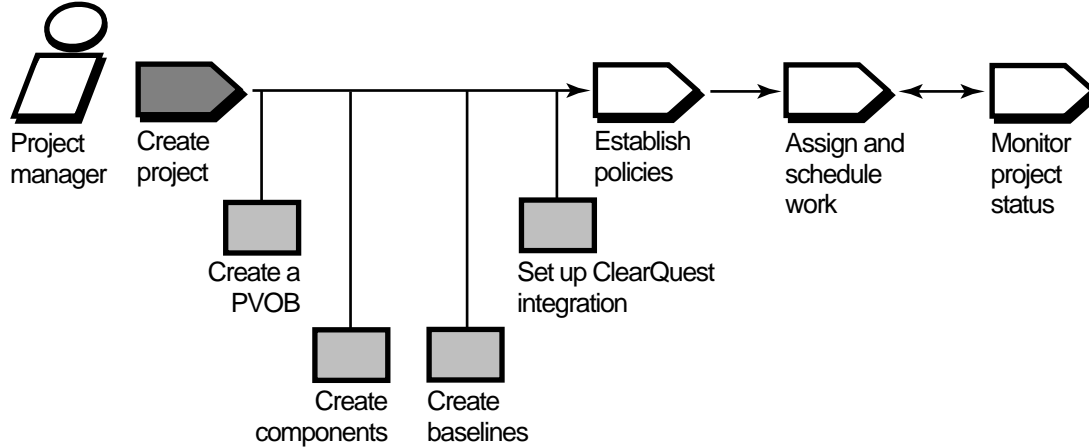 Project
manager
Create
project
Establish
policies
Assign and
schedule
work
Monitor
project
status
Create a
PVOB
Set up ClearQuest
integration
Create
components
Create
baselines